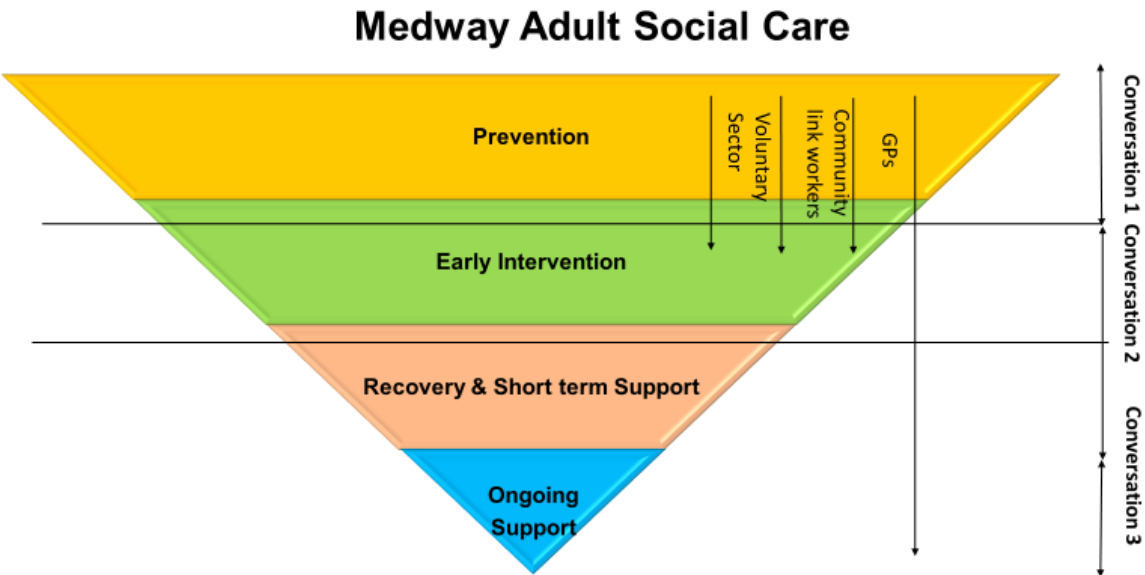 Medway Adult Social Care
Prevention
Voluntary
Sector
Community
link workers
GPs
Early Intervention
Recovery & Short term Support
Ongoing
Support
Conversation 1
Conversation 2
Conversation 3